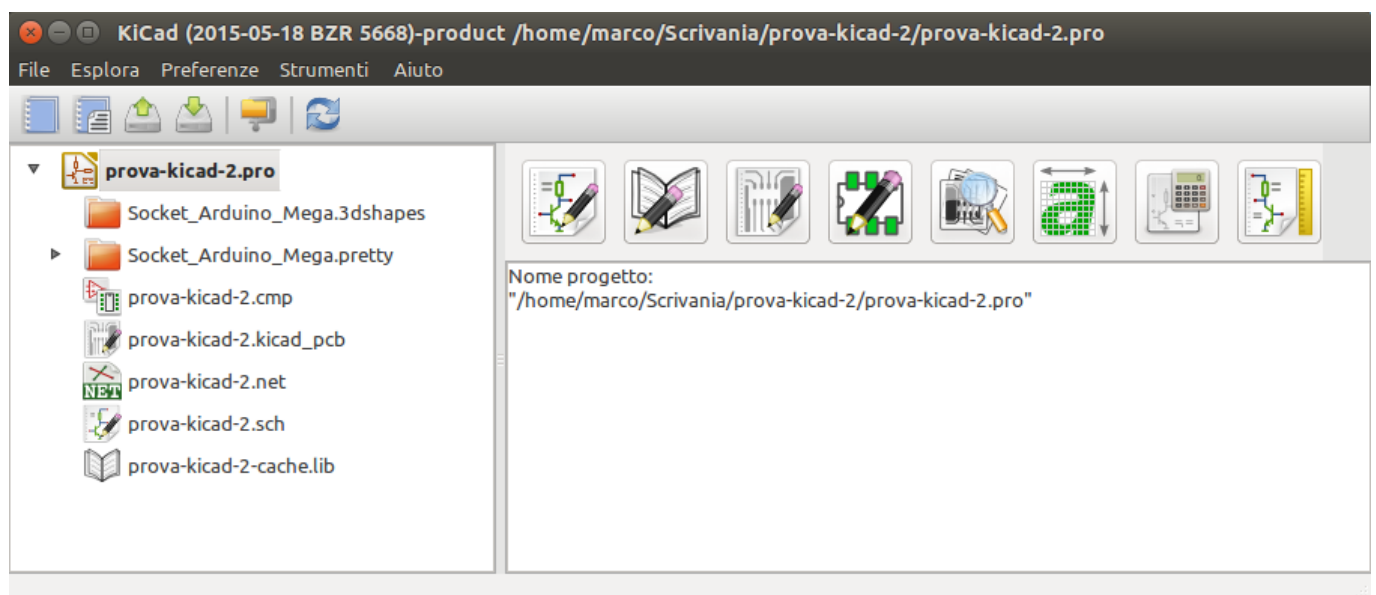 KiCad (2015-05-18 BZR 5668)-product /home/marco/Scrivania/prova-kicad-2/prova-kicad-2.pro
File Esplora Preferenze Strumenti Aiuto
prova-kicad-2.pro
Socket_Arduino_Mega.3dshapes
Socket_Arduino_Mega.pretty
prova-kicad-2.cmp
prova-kicad-2.kicad_pcb
NET prova-kicad-2.net
prova-kicad-2.sch
prova-kicad-2-cache.lib
a
Nome progetto:
"/home/marco/Scrivania/prova-kicad-2/prova-kicad-2.pro"